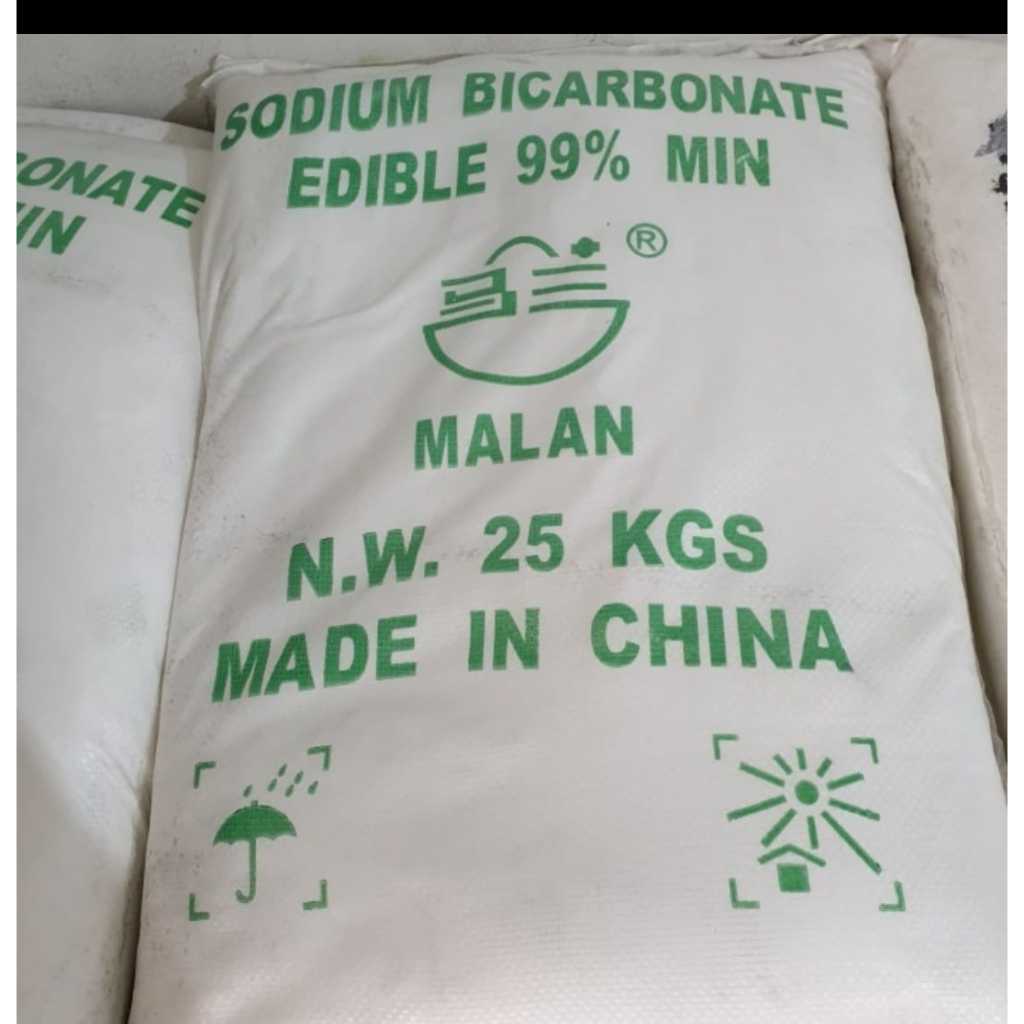 SODIUM BICARBONATE
EDIBLE 99% MIN
®
MALAN
N.W. 25 KGS
MADE IN CHINA
ONATE
IN